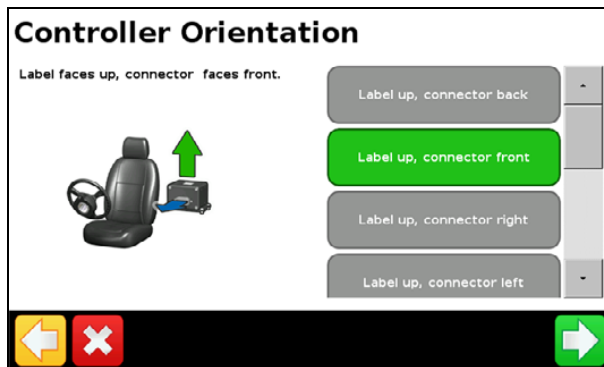 Controller Orientation
Label faces up, connector faces front.
Label up, connector back
Label up, connector front
Label up, connector right
Label up, connector left